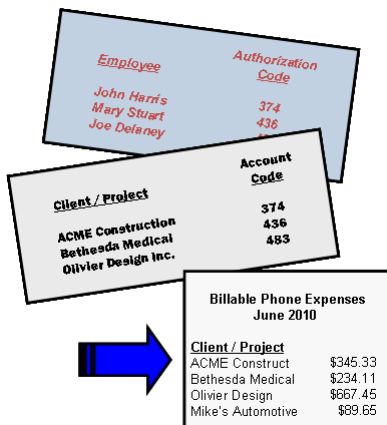 Employee Authorization Code
John Harris 374
Mary Stuart 436
Joe Delaney
Client / Project Account Code
ACME Construction 374
Bethesda Medical 436
Olivier Design Inc. 483
Billable Phone Expenses
June 2010
Client / Project
ACME Construct $345.33
Bethesda Medical $234.11
Olivier Design $667.45
Mike's Automotive $89.65